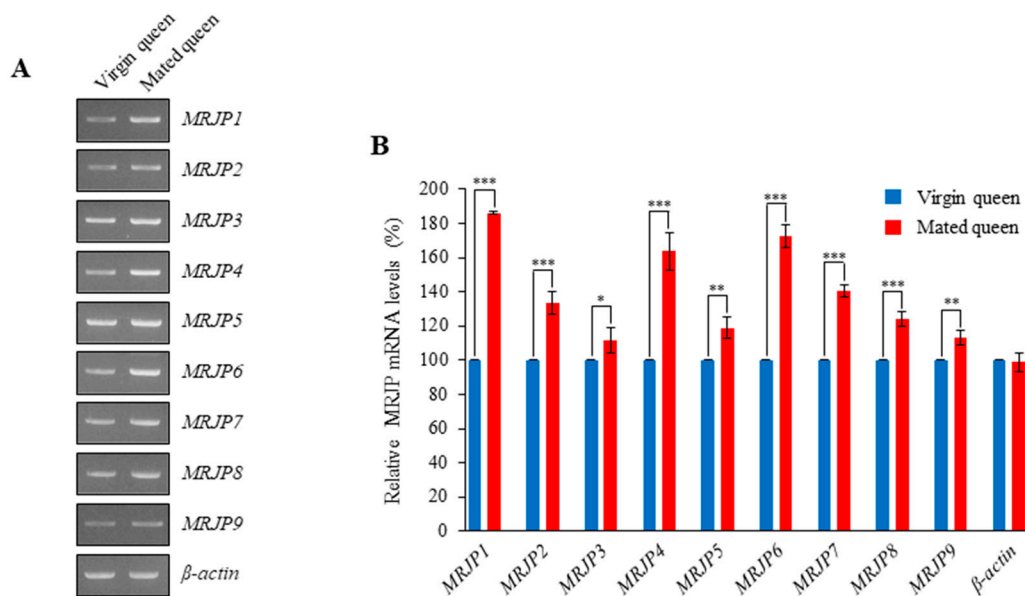 A
Virgin queen
Mated queen
MRJP1
MRJP2
MRJP3
MRJP4
MRJP5
MRJP6
MRJP7
MRJP8
MRJP9
β-actin
B
Relative MRJP mRNA levels (%)
200
180
160
140
120
100
80
60
40
20
0
Virgin queen
Mated queen
***
***
*
***
**
***
***
***
**
MRJP1
MRJP2
MRJP3
MRJP4
MRJP5
MRJP6
MRJP7
MRJP8
MRJP9
β-actin